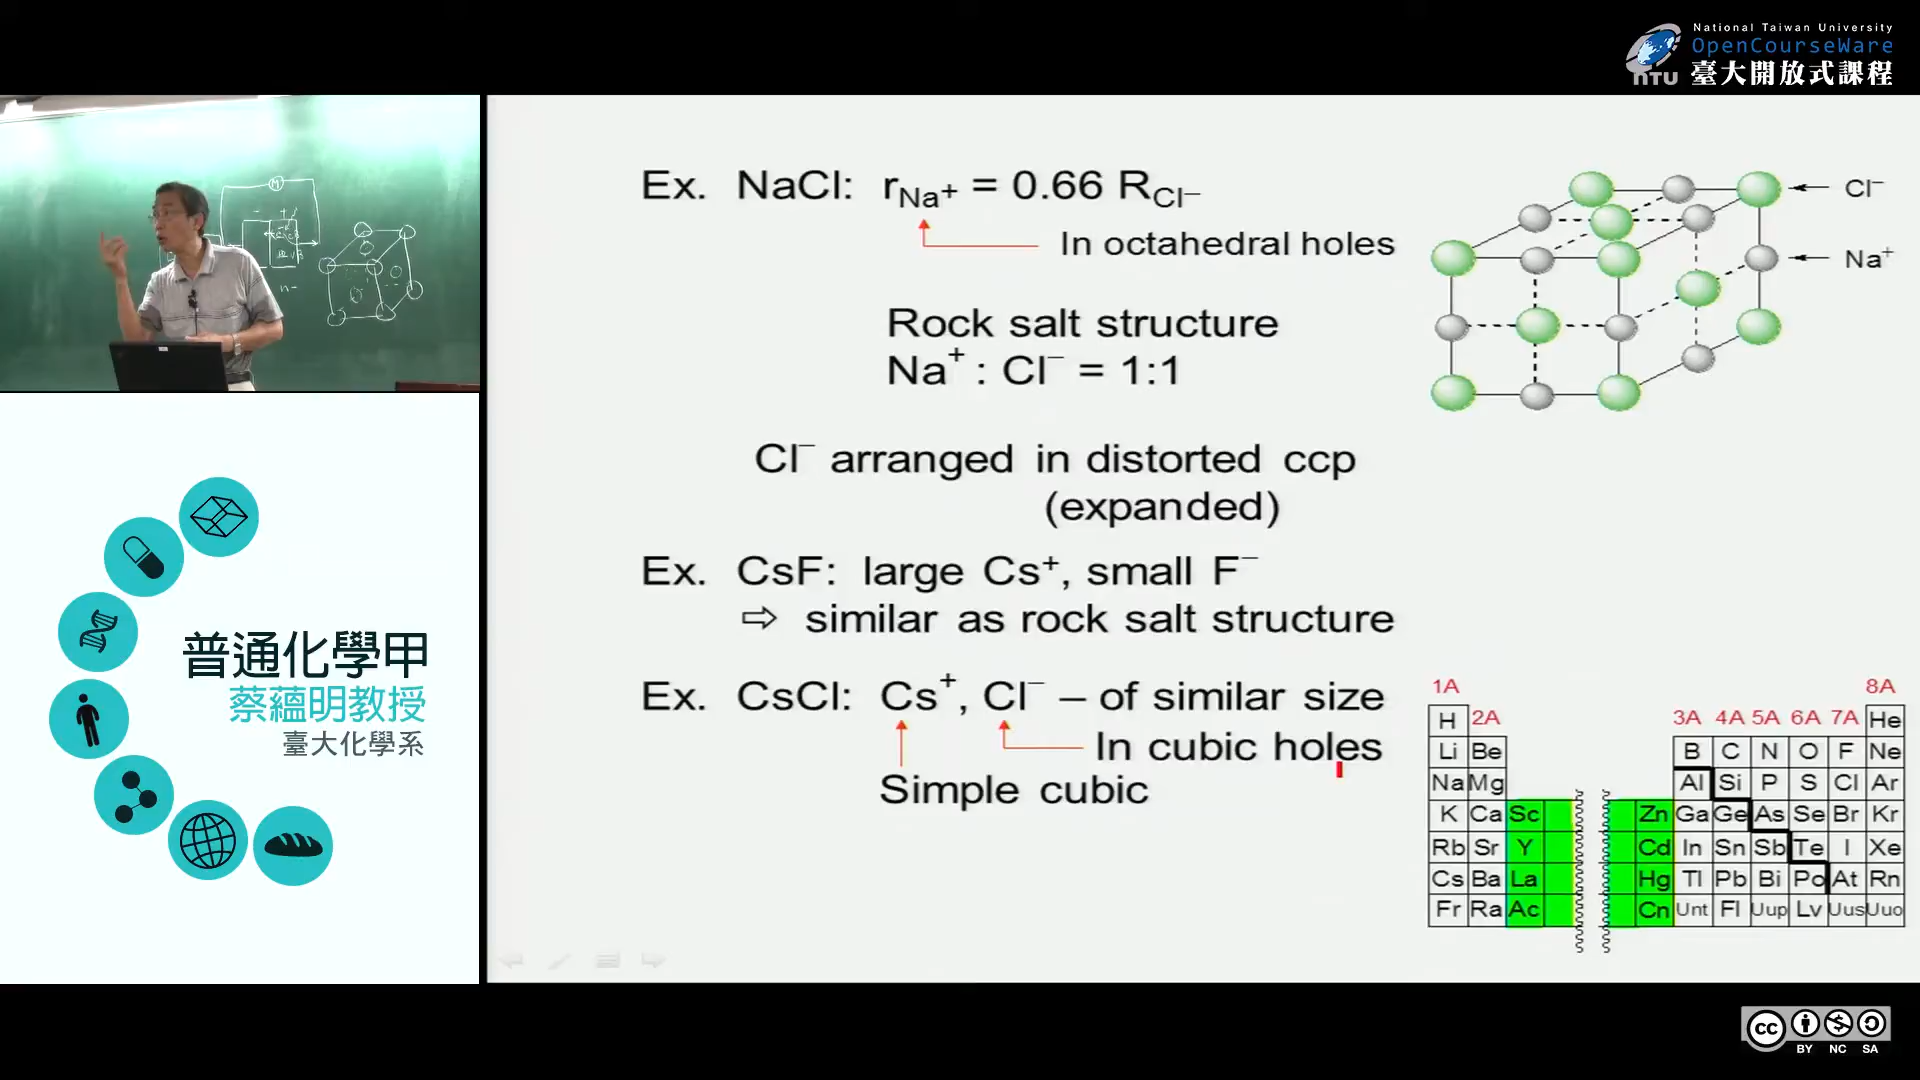 National Taiwan University
OpenCourseWare
NTU 臺大開放式課程
Ex. NaCl: rNa+ = 0.66 RCl−
In octahedral holes
Rock salt structure
Na+ : Cl− = 1:1
Cl− arranged in distorted ccp
(expanded)
Ex. CsF: large Cs+, small F−
⇨ similar as rock salt structure
Ex. CsCl: Cs+, Cl− – of similar size
In cubic holes
Simple cubic
Cl−
Na+
1A 8A
H 2A 3A 4A 5A 6A 7A He
Li Be B C N O F Ne
Na Mg Al Si P S Cl Ar
K Ca Sc Zn Ga Ge As Se Br Kr
Rb Sr Y Cd In Sn Sb Te I Xe
Cs Ba La Hg Tl Pb Bi Po At Rn
Fr Ra Ac Cn Unt Fl Uup Lv Uus Uuo
普通化學甲
蔡蘊明教授
臺大化學系
cc
BY NC SA